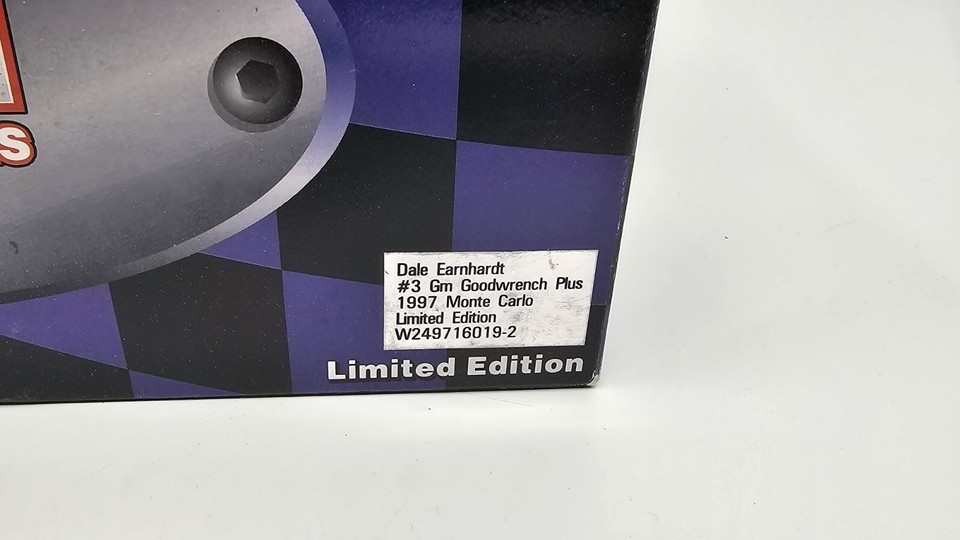 Dale Earnhardt
#3 Gm Goodwrench Plus
1997 Monte Carlo
Limited Edition
W249716019-2
Limited Edition